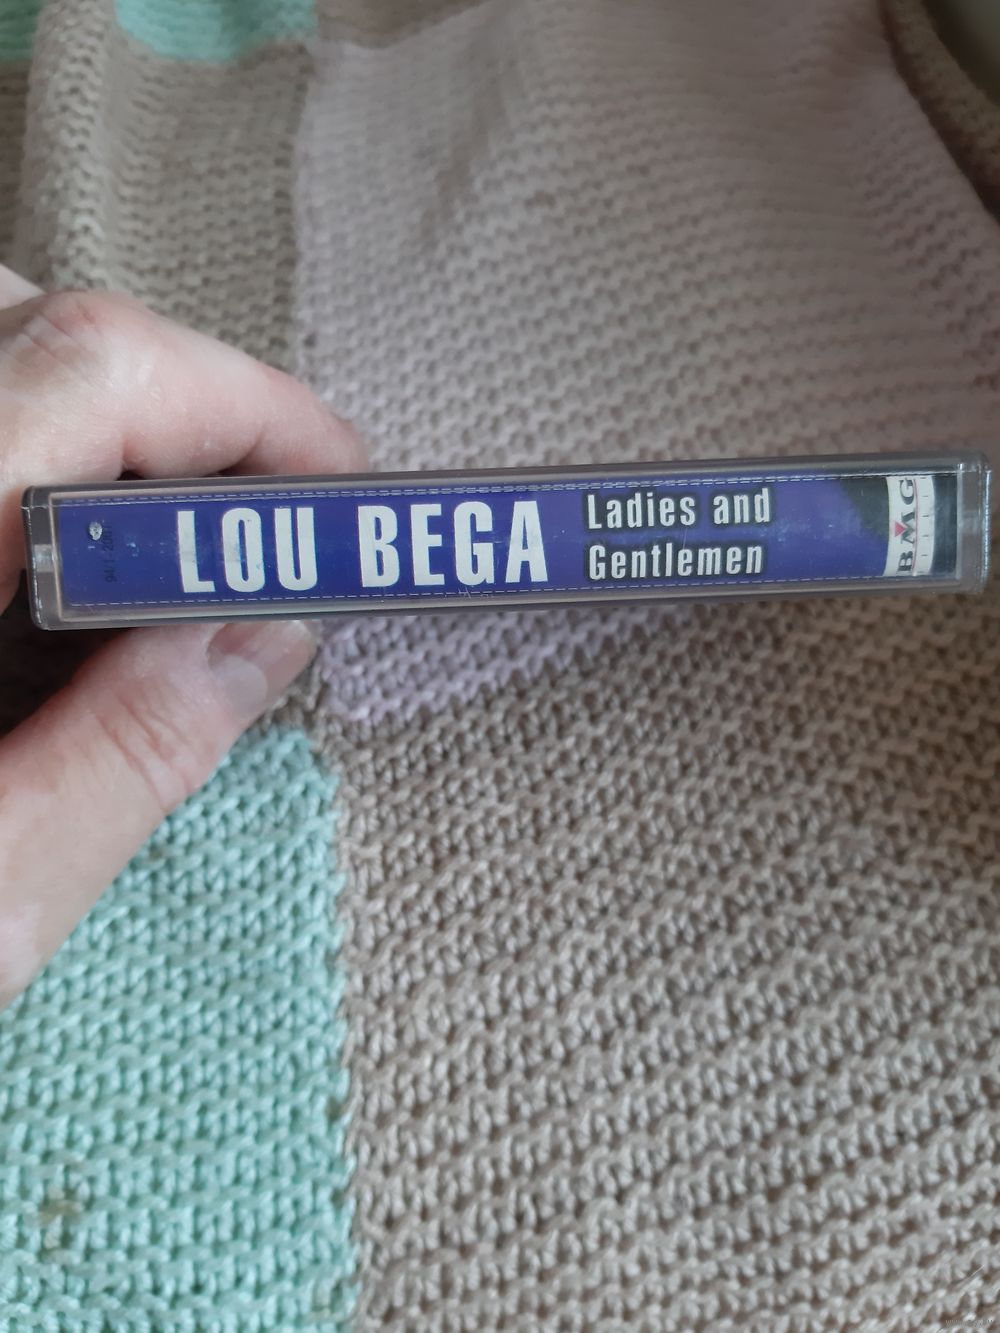 LOU BEGA
Ladies and
Gentlemen
BMG